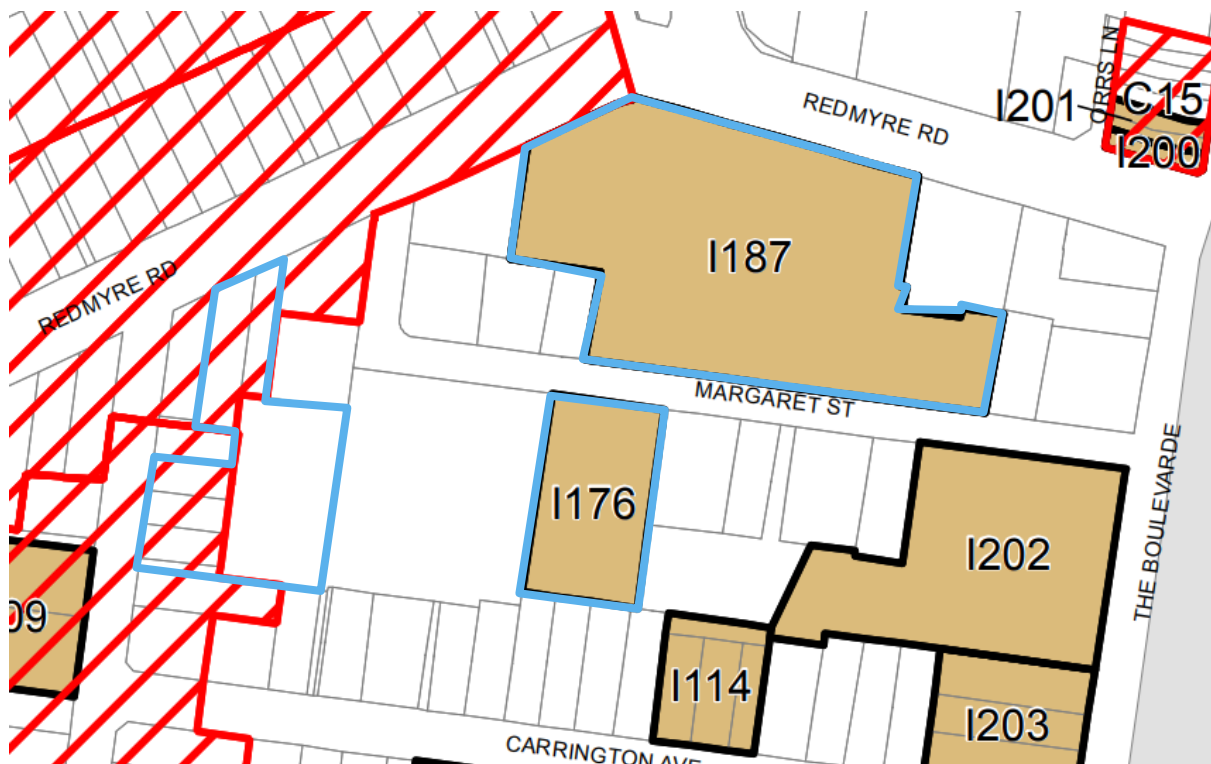 REDMYRE RD
I201
ORRS LN
C15
I200
I187
REDMYRE RD
MARGARET ST
I176
I202
THE BOULEVARDE
09
I114
I203
CARRINGTON AVE